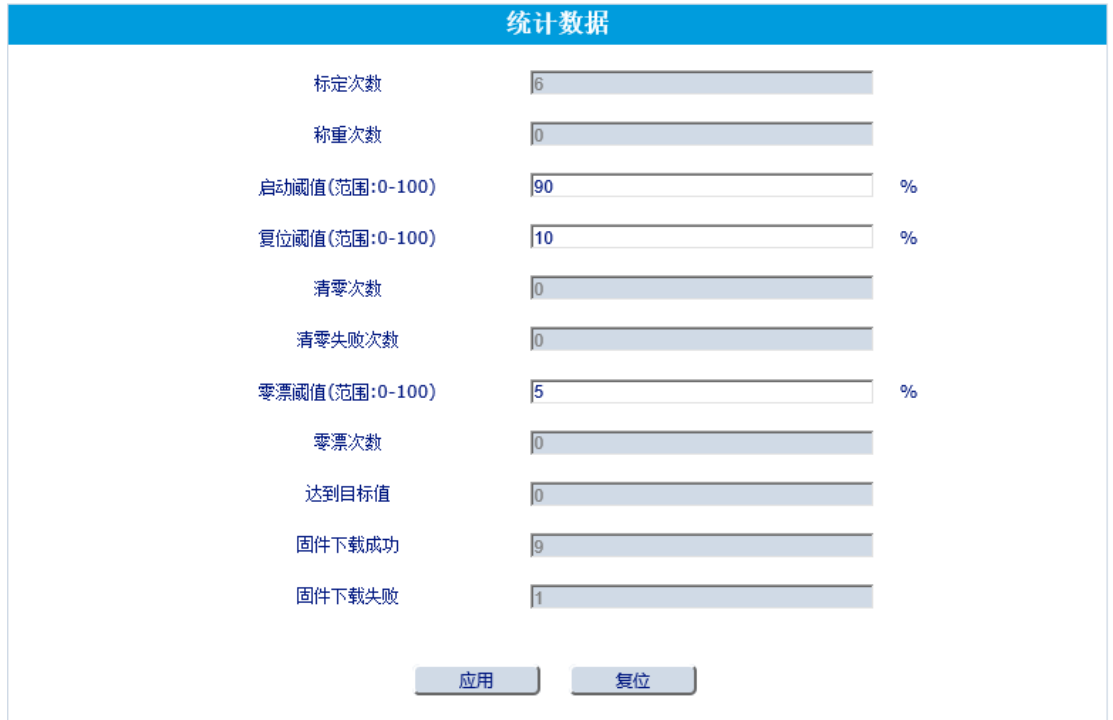 统计数据
标定次数 6
称重次数 0
启动阈值(范围:0-100) 90 %
复位阈值(范围:0-100) 10 %
清零次数 0
清零失败次数 0
零漂阈值(范围:0-100) 5 %
零漂次数 0
达到目标值 0
固件下载成功 9
固件下载失败 1
应用 复位